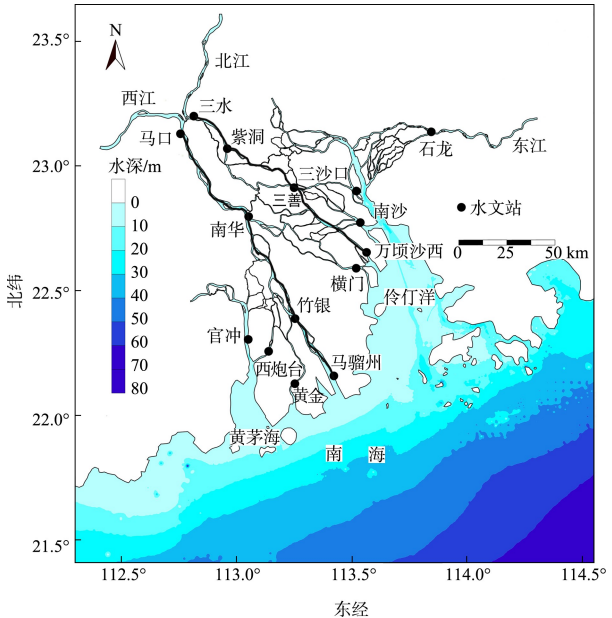 23.5°
N
北江
西江
三水
马口
紫洞
石龙
东江
23.0°
水深/m
三沙口
三善
南沙
水文站
0
10
20
30
40
50
60
70
80
南华
0 25 50 km
万顷沙西
横门
伶仃洋
22.5°
北纬
竹银
官冲
西炮台
马骝州
黄金
22.0°
黄茅海
南海
21.5°
112.5° 113.0° 113.5° 114.0° 114.5°
东经